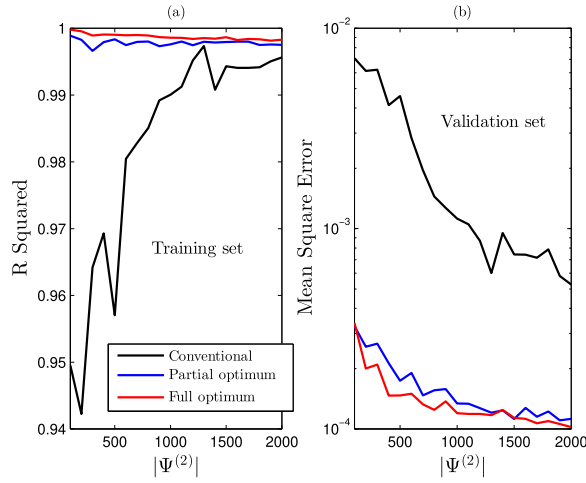 (a)
(b)
1
0.99
0.98
0.97
0.96
0.95
0.94
R Squared
Training set
Conventional
Partial optimum
Full optimum
500
1000
1500
2000
|Ψ(2)|
10−2
10−3
10−4
Mean Square Error
Validation set
500
1000
1500
2000
|Ψ(2)|